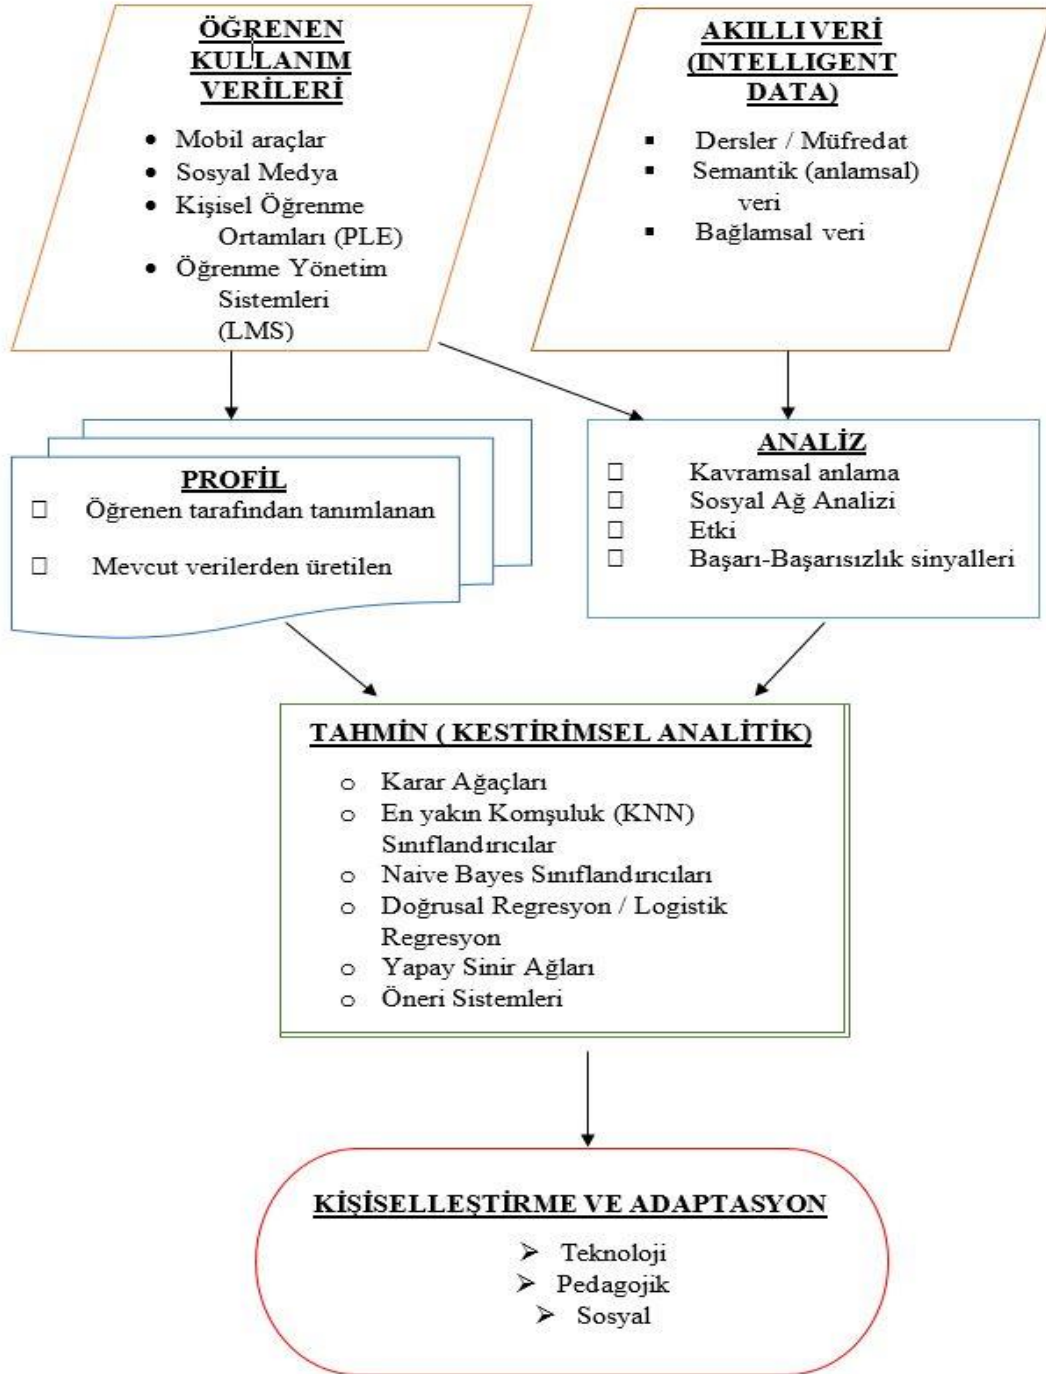 ÖĞRENEN
KULLANIM
VERİLERİ
• Mobil araçlar
• Sosyal Medya
• Kişisel Öğrenme
Ortamları (PLE)
• Öğrenme Yönetim
Sistemleri
(LMS)
AKILLI VERİ
(INTELLIGENT
DATA)
▪ Dersler / Müfredat
▪ Semantik (anlamsal)
veri
▪ Bağlamsal veri
PROFİL
□ Öğrenen tarafından tanımlanan
□ Mevcut verilerden üretilen
ANALİZ
□ Kavramsal anlama
□ Sosyal Ağ Analizi
□ Etki
□ Başarı-Başarısızlık sinyalleri
TAHMİN ( KESTİRİMSEL ANALİTİK)
o Karar Ağaçları
o En yakın Komşuluk (KNN)
Sınıflandırıcılar
o Naive Bayes Sınıflandırıcıları
o Doğrusal Regresyon / Logistik
Regresyon
o Yapay Sinir Ağları
o Öneri Sistemleri
KİŞİSELLEŞTİRME VE ADAPTASYON
➢ Teknoloji
➢ Pedagojik
➢ Sosyal